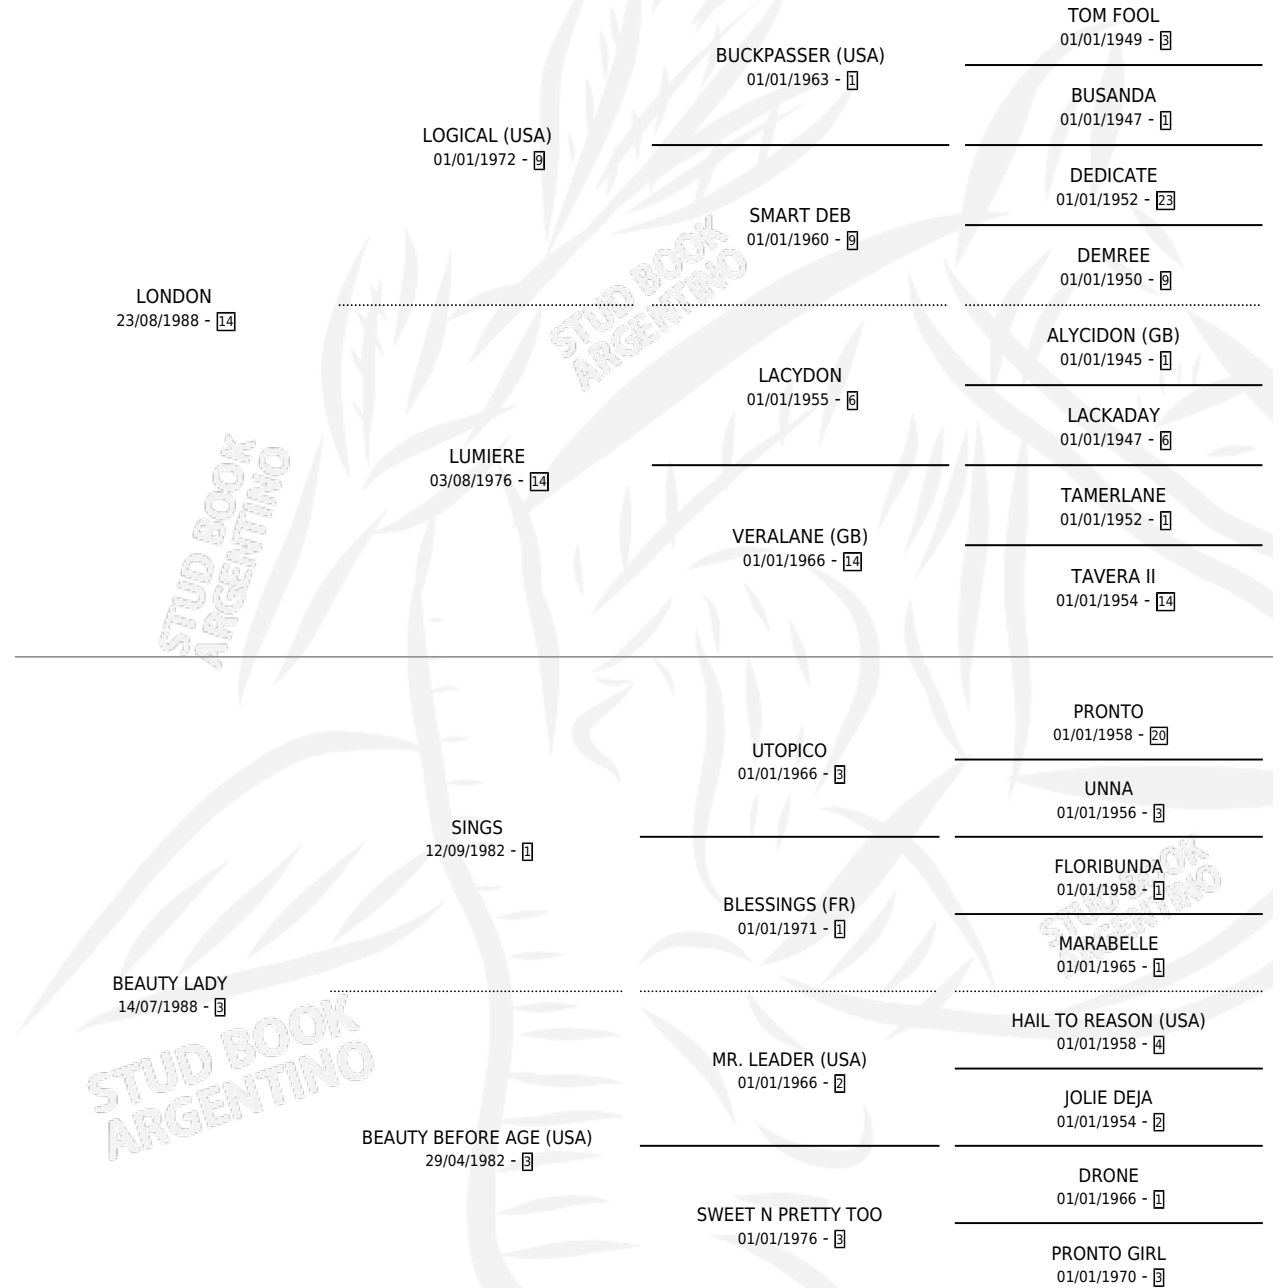 TOM FOOL
01/01/1949 - 3
BUCKPASSER (USA)
01/01/1963 - 1
BUSANDA
01/01/1947 - 1
LOGICAL (USA)
01/01/1972 - 9
DEDICATE
01/01/1952 - 23
SMART DEB
01/01/1960 - 9
DEMREE
01/01/1950 - 9
LONDON
23/08/1988 - 14
ALYCIDON (GB)
01/01/1945 - 1
LACYDON
01/01/1955 - 6
LACKADAY
01/01/1947 - 6
LUMIERE
03/08/1976 - 14
TAMERLANE
01/01/1952 - 1
VERALANE (GB)
01/01/1966 - 14
TAVERA II
01/01/1954 - 14
PRONTO
01/01/1958 - 20
UTOPICO
01/01/1966 - 3
UNNA
01/01/1956 - 3
SINGS
12/09/1982 - 1
FLORIBUNDA
01/01/1958 - 1
BLESSINGS (FR)
01/01/1971 - 1
MARABELLE
01/01/1965 - 1
BEAUTY LADY
14/07/1988 - 3
HAIL TO REASON (USA)
01/01/1958 - 4
MR. LEADER (USA)
01/01/1966 - 2
JOLIE DEJA
01/01/1954 - 2
BEAUTY BEFORE AGE (USA)
29/04/1982 - 3
DRONE
01/01/1966 - 1
SWEET N PRETTY TOO
01/01/1976 - 3
PRONTO GIRL
01/01/1970 - 3
STUD BOOK
ARGENTINO
STUD BOOK
ARGENTINO
STUD BOOK
ARGENTINO
STUD BOOK
ARGENTINO